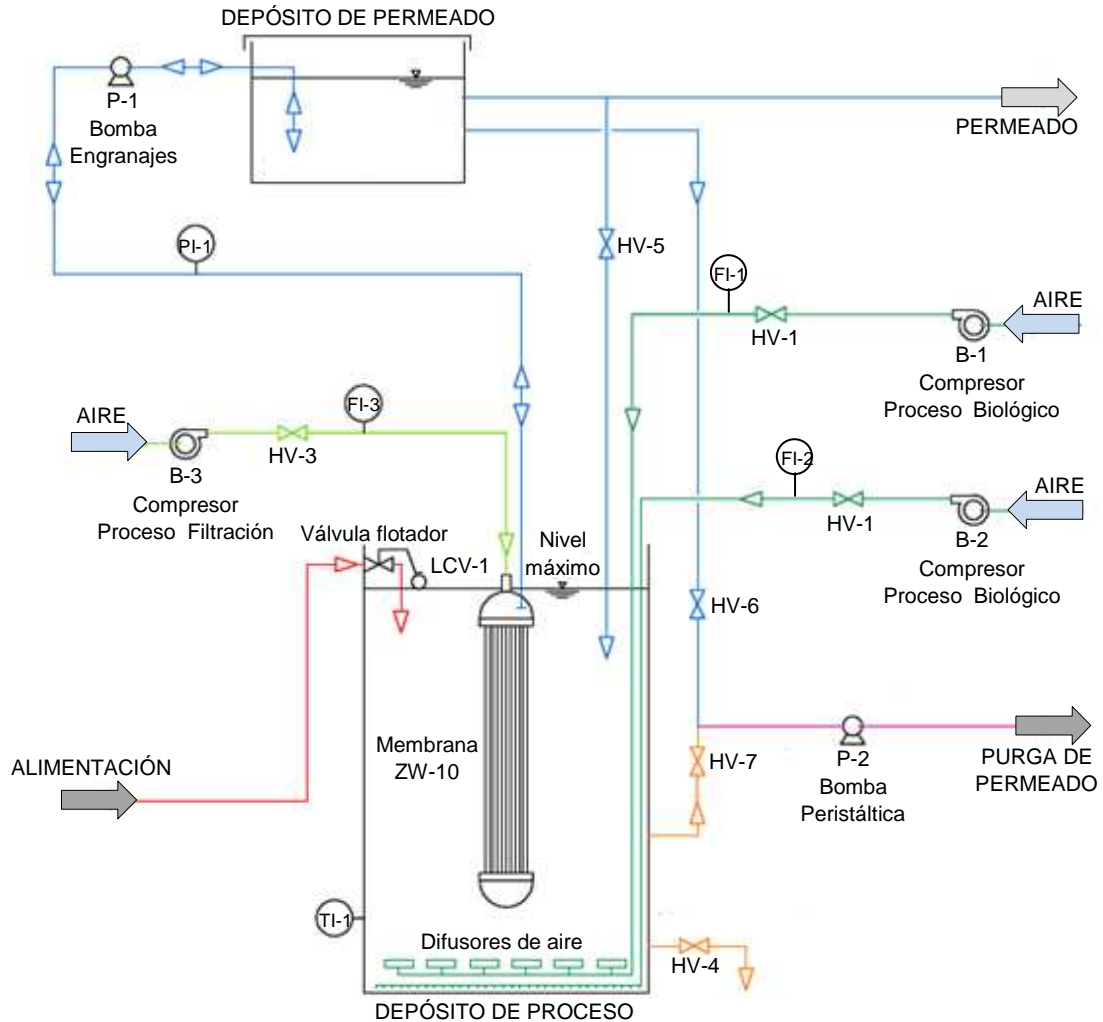 DEPÓSITO DE PERMEADO
P-1
Bomba
Engranajes
PERMEADO
PI-1
HV-5
FI-1
HV-1
AIRE
B-1
Compresor
Proceso Biológico
AIRE
FI-3
HV-3
B-3
Compresor
Proceso Filtración
FI-2
HV-1
AIRE
B-2
Compresor
Proceso Biológico
Válvula flotador
LCV-1
Nivel
máximo
HV-6
ALIMENTACIÓN
Membrana
ZW-10
HV-7
P-2
Bomba
Peristáltica
PURGA DE
PERMEADO
TI-1
Difusores de aire
HV-4
DEPÓSITO DE PROCESO